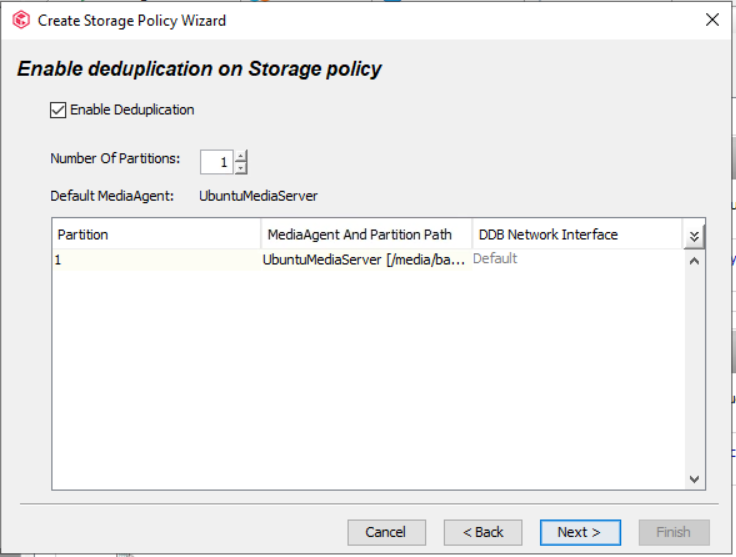 Create Storage Policy Wizard
Enable deduplication on Storage policy
Enable Deduplication
Number Of Partitions: 1
Default MediaAgent: UbuntuMediaServer
Partition MediaAgent And Partition Path DDB Network Interface
1 UbuntuMediaServer [/media/ba... Default
Cancel < Back Next > Finish